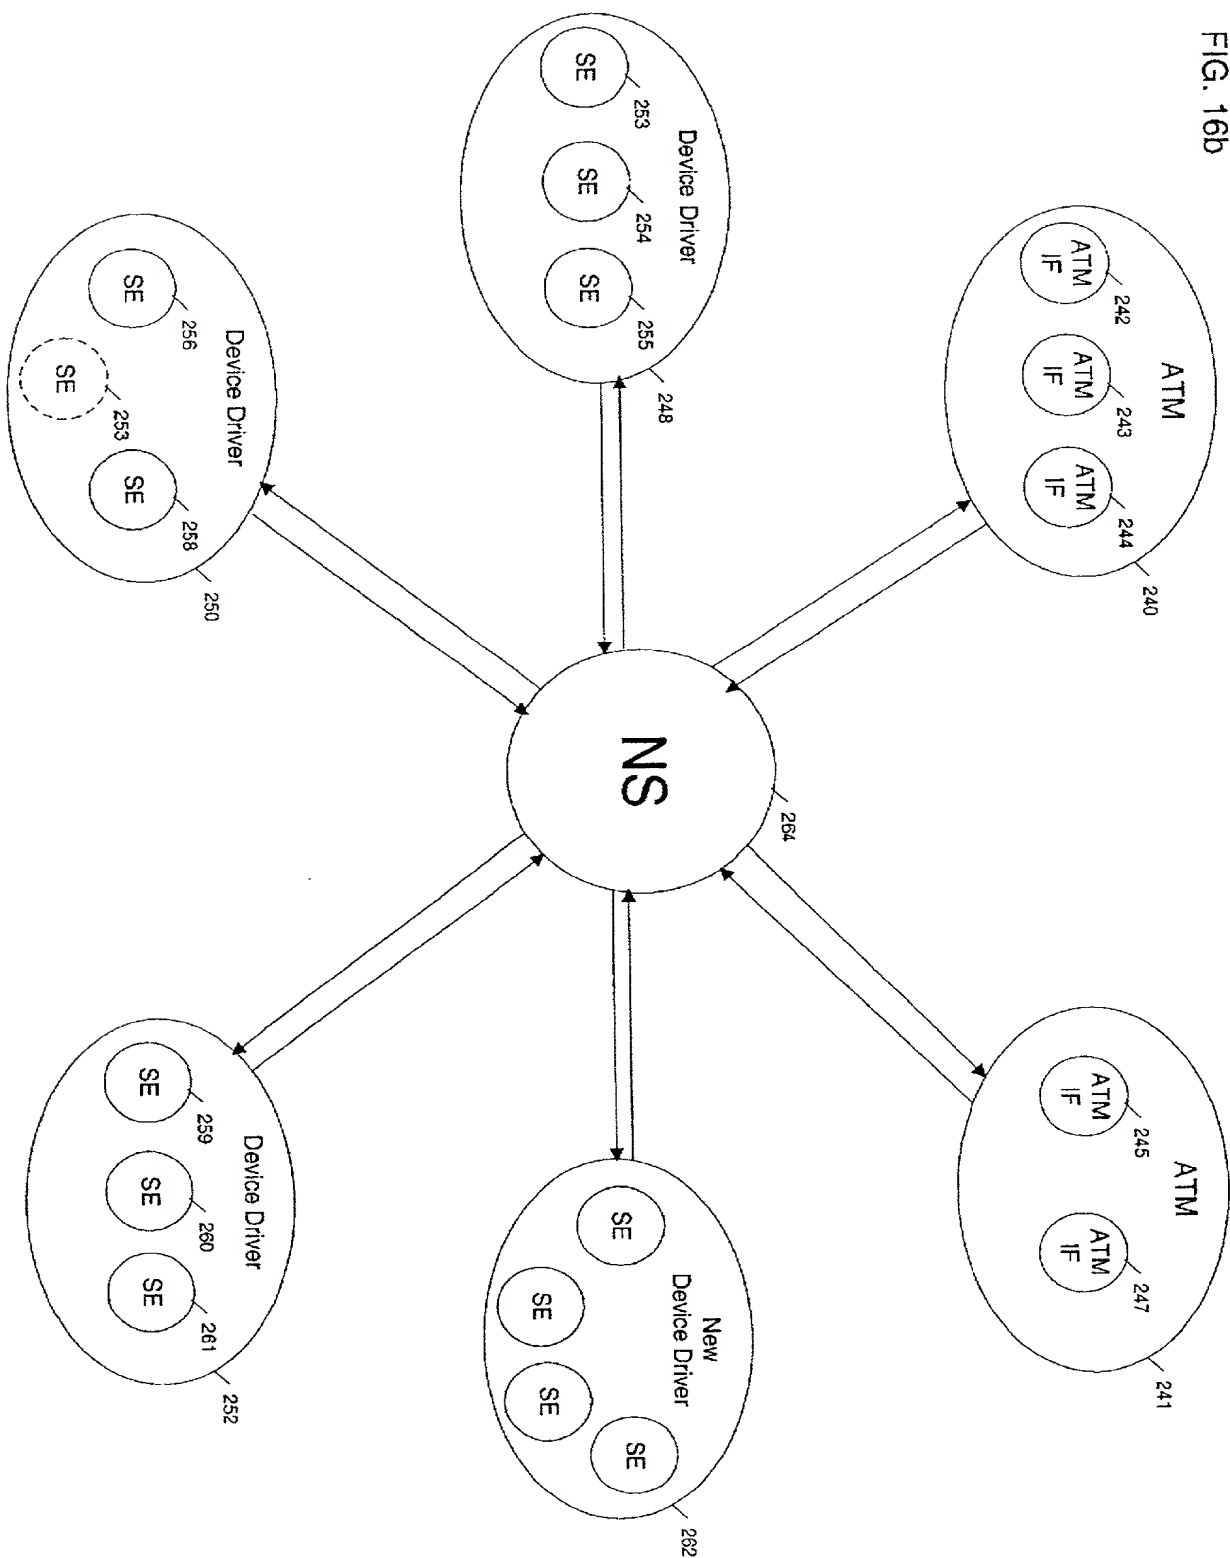 FIG. 16b
ATM
ATM IF
242
ATM IF
243
ATM IF
244
240
ATM
ATM IF
245
ATM IF
247
241
Device Driver
SE
253
SE
254
SE
255
248
NS
264
New
Device Driver
SE
SE
SE
SE
262
Device Driver
SE
256
SE
253
SE
258
250
Device Driver
SE
259
SE
260
SE
261
252